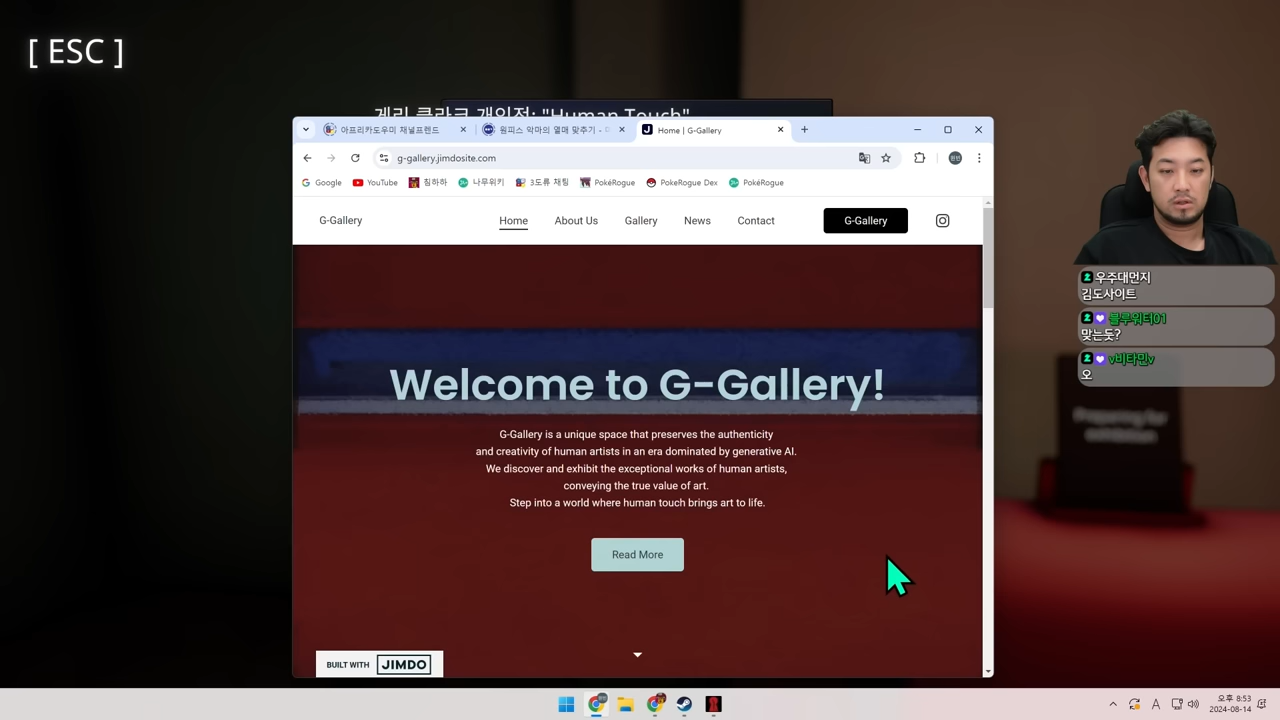 [ ESC ]
게리 클라크 개인전: "Human Touch"
아프리카도우미 채널프렌드
원피스 악마의 열매 맞추기 -
Home | G-Gallery
g-gallery.jimdosite.com
Google
YouTube
침하하
나무위키
3도류 채팅
PokéRogue
PokeRogue Dex
PokéRogue
G-Gallery
Home
About Us
Gallery
News
Contact
G-Gallery
Welcome to G-Gallery!
G-Gallery is a unique space that preserves the authenticity
and creativity of human artists in an era dominated by generative AI.
We discover and exhibit the exceptional works of human artists,
conveying the true value of art.
Step into a world where human touch brings art to life.
Read More
BUILT WITH JIMDO
우주대먼지
김도사이트
블루워터01
맞는듯?
v비타민v
오
Preparing for
exhibition
A
오후 8:53
2024-08-14